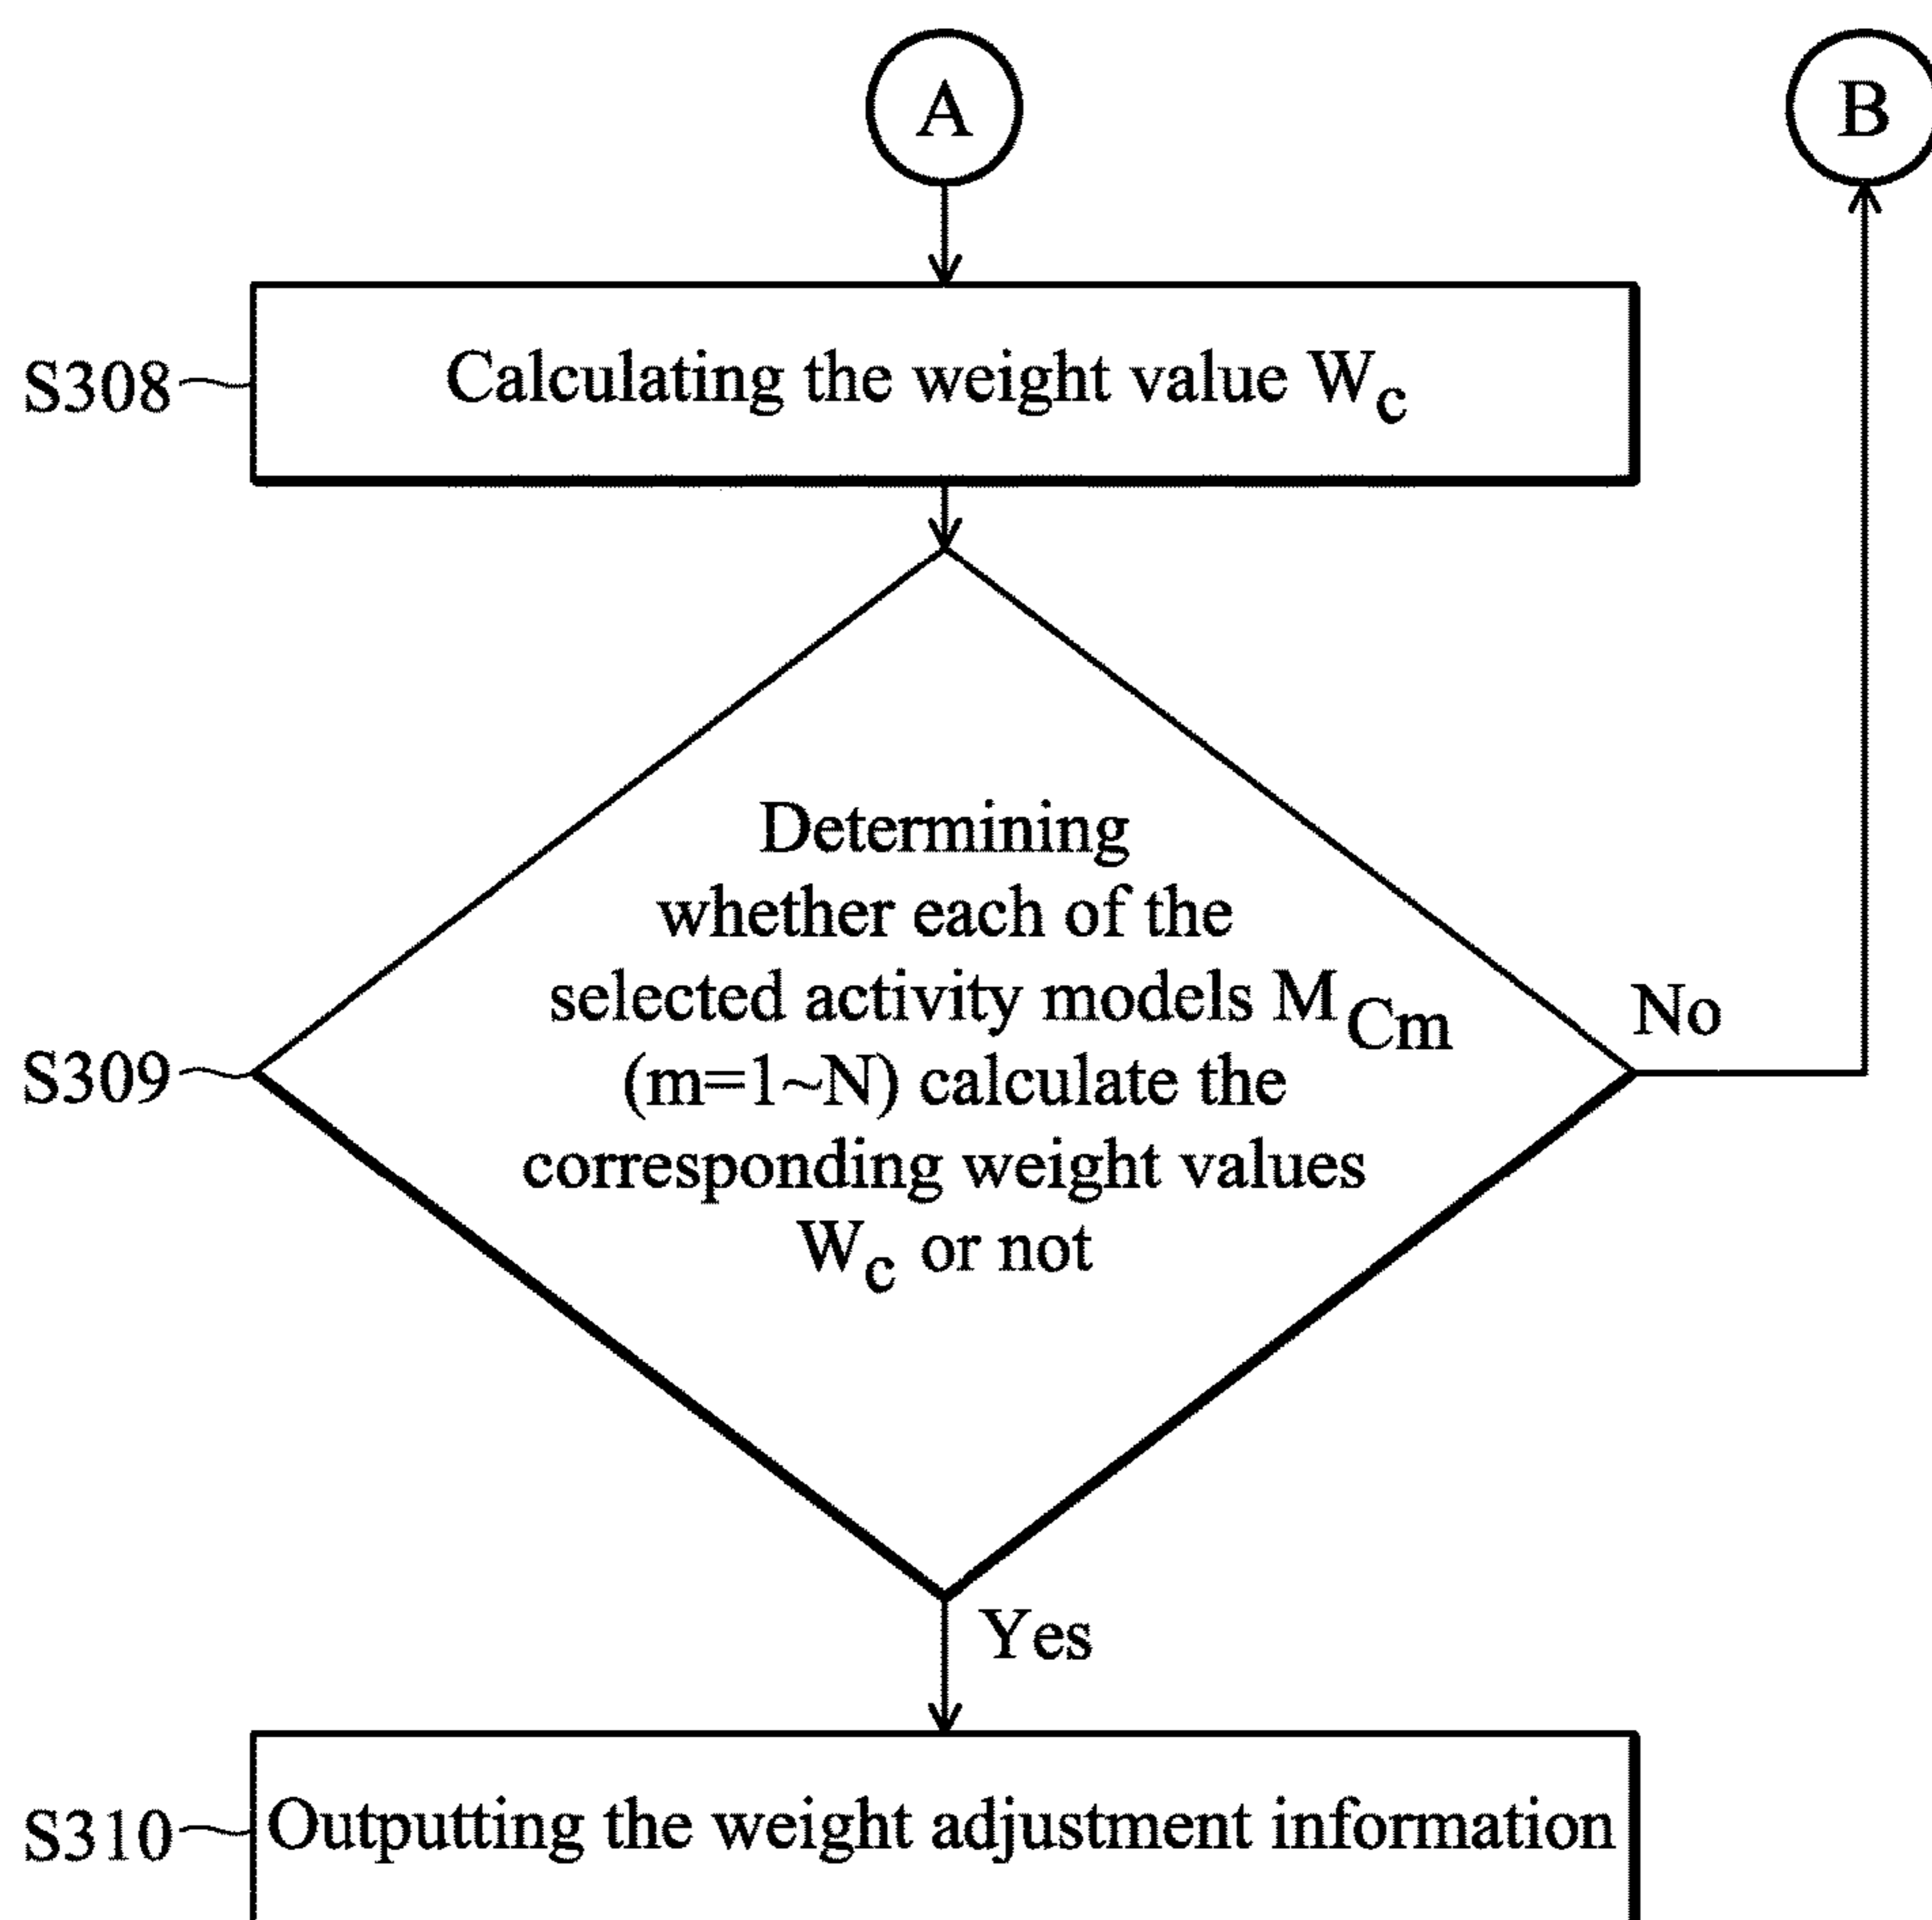 A
B
S308
Calculating the weight value Wc
Determining
whether each of the
selected activity models MCm
(m=1~N) calculate the
corresponding weight values
Wc or not
S309
No
Yes
S310
Outputting the weight adjustment information